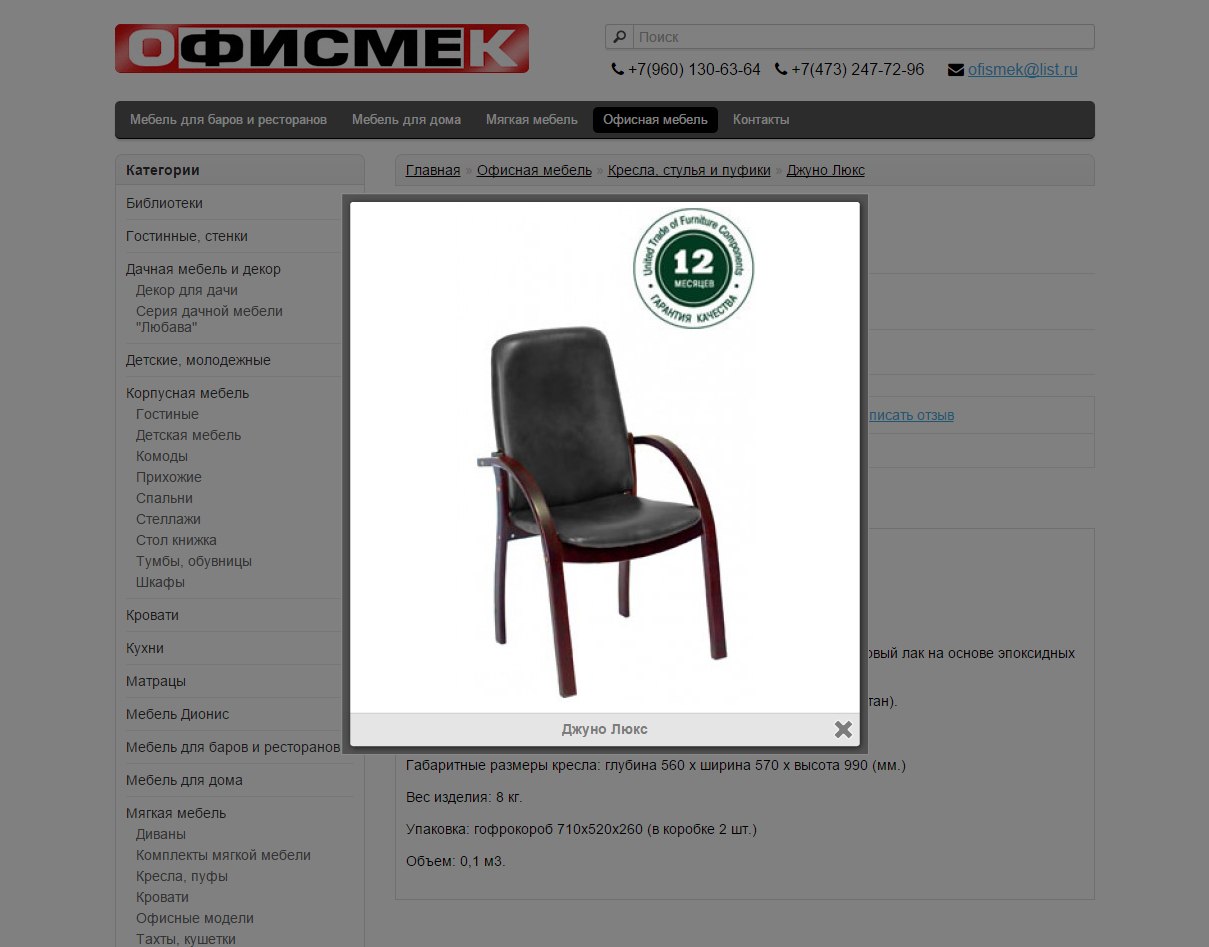 ОФИСМЕК
Поиск
+7(960) 130-63-64 +7(473) 247-72-96 ofismek@list.ru
Мебель для баров и ресторанов Мебель для дома Мягкая мебель Офисная мебель Контакты
Категории
Библиотеки
Гостинные, стенки
Дачная мебель и декор
Декор для дачи
Серия дачной мебели
"Любава"
Детские, молодежные
Корпусная мебель
Гостиные
Детская мебель
Комоды
Прихожие
Спальни
Стеллажи
Стол книжка
Тумбы, обувницы
Шкафы
Кровати
Кухни
Матрацы
Мебель Дионис
Мебель для баров и ресторанов
Мебель для дома
Мягкая мебель
Диваны
Комплекты мягкой мебели
Кресла, пуфы
Кровати
Офисные модели
Тахты, кушетки
Главная » Офисная мебель » Кресла, стулья и пуфики » Джуно Люкс
United Trade of Furniture Components
12
МЕСЯЦЕВ
ГАРАНТИЯ КАЧЕСТВА
Джуно Люкс
писать отзыв
овый лак на основе эпоксидных
тан).
Габаритные размеры кресла: глубина 560 х ширина 570 х высота 990 (мм.)
Вес изделия: 8 кг.
Упаковка: гофрокороб 710х520х260 (в коробке 2 шт.)
Объем: 0,1 м3.